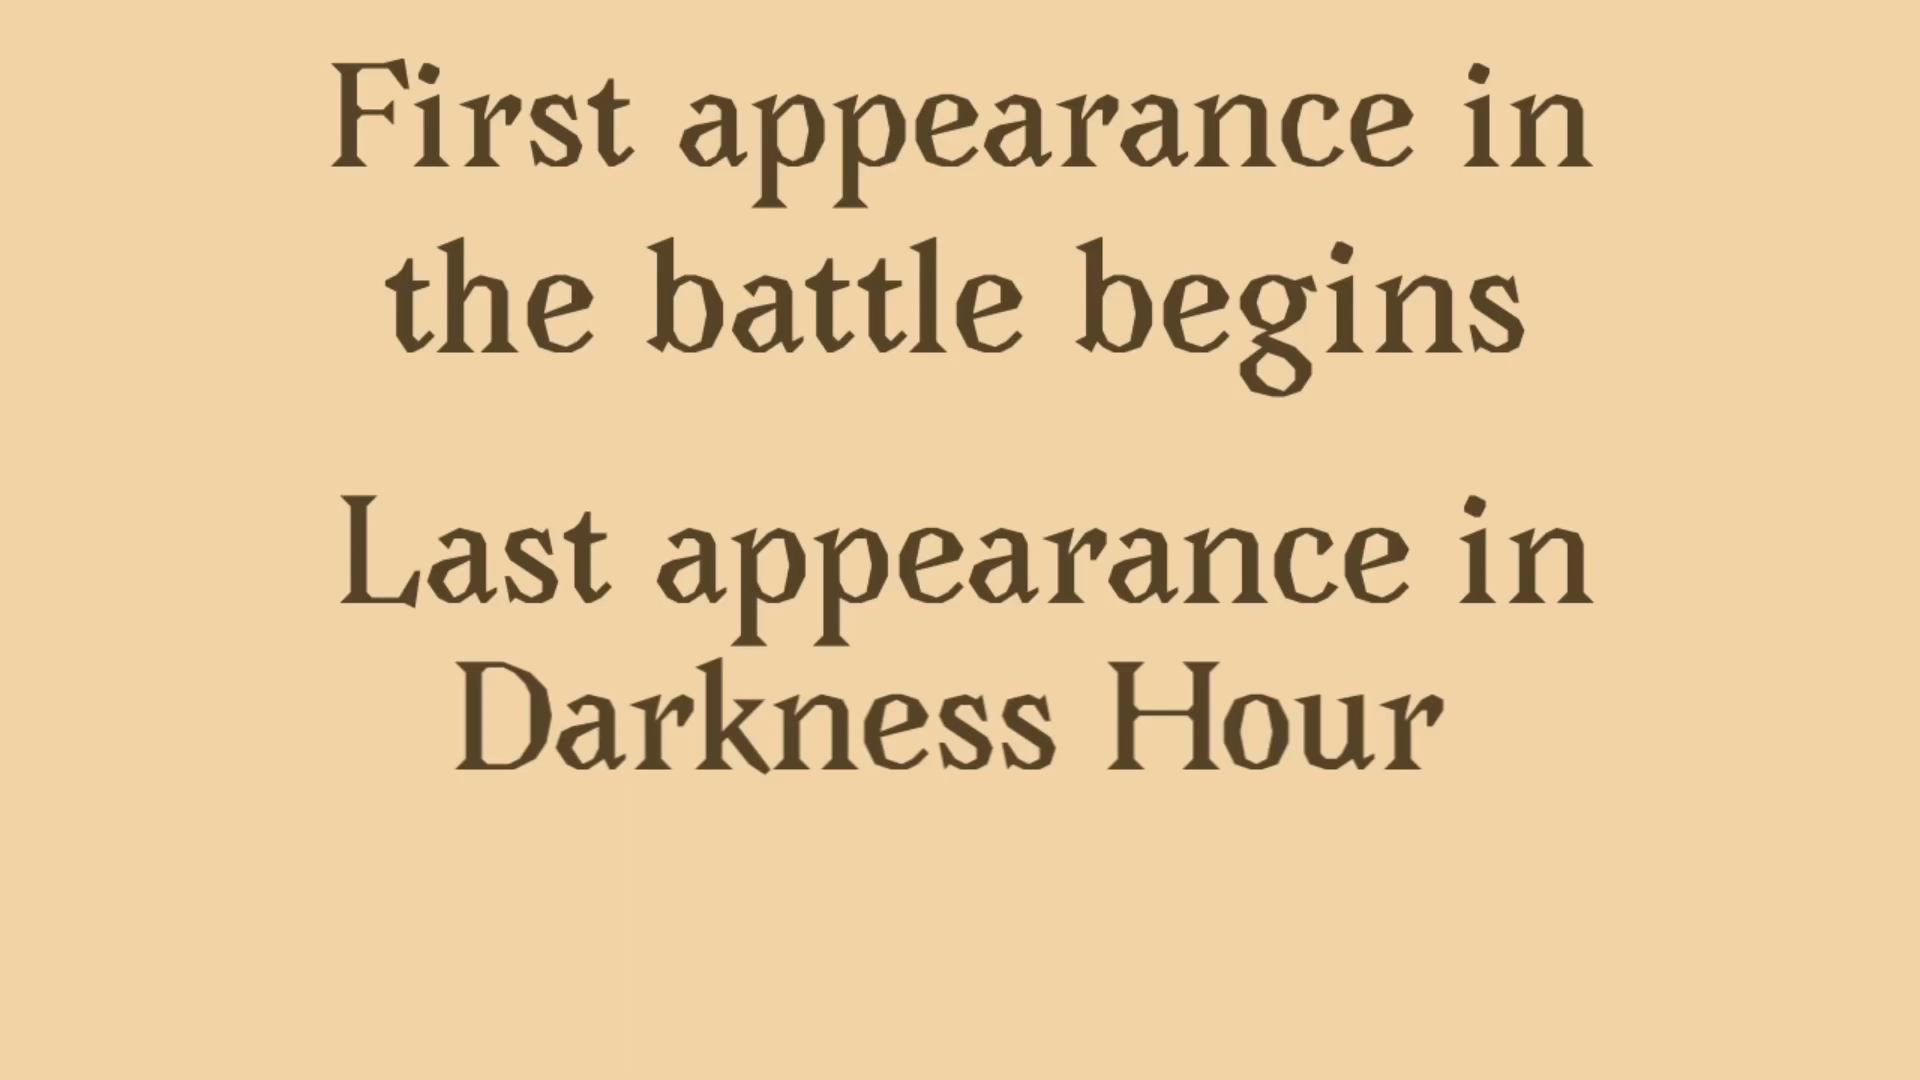 First appearance in
the battle begins
Last appearance in
Darkness Hour